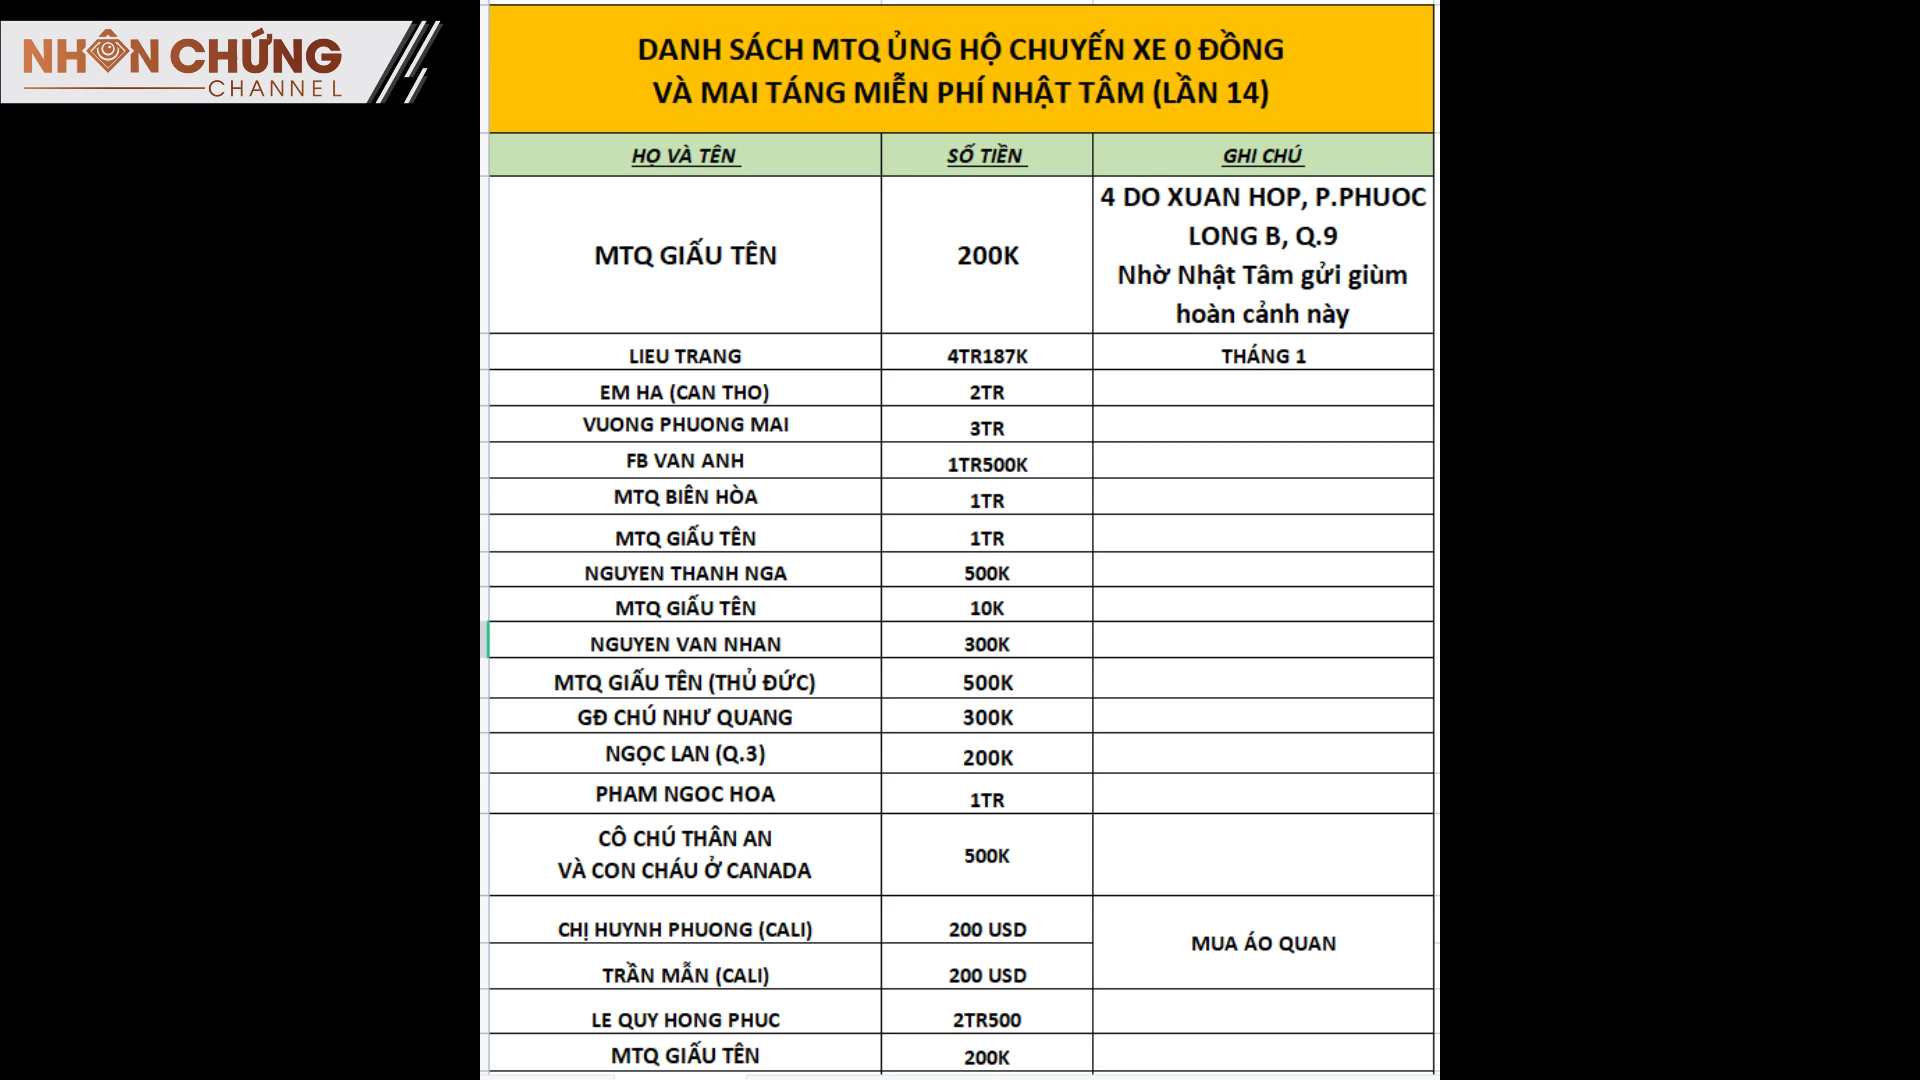 NHÂN CHỨNG
CHANNEL
DANH SÁCH MTQ ỦNG HỘ CHUYẾN XE 0 ĐỒNG
VÀ MAI TÁNG MIỄN PHÍ NHẬT TÂM (LẦN 14)
HỌ VÀ TÊN SỐ TIỀN GHI CHÚ
MTQ GIẤU TÊN 200K
4 DO XUAN HOP, P.PHUOC
LONG B, Q.9
Nhờ Nhật Tâm gửi giùm
hoàn cảnh này
LIEU TRANG 4TR187K THÁNG 1
EM HA (CAN THO) 2TR
VUONG PHUONG MAI 3TR
FB VAN ANH 1TR500K
MTQ BIÊN HÒA 1TR
MTQ GIẤU TÊN 1TR
NGUYEN THANH NGA 500K
MTQ GIẤU TÊN 10K
NGUYEN VAN NHAN 300K
MTQ GIẤU TÊN (THỦ ĐỨC) 500K
GĐ CHÚ NHƯ QUANG 300K
NGỌC LAN (Q.3) 200K
PHAM NGOC HOA 1TR
CÔ CHÚ THÂN AN
VÀ CON CHÁU Ở CANADA 500K
CHỊ HUYNH PHUONG (CALI) 200 USD
MUA ÁO QUAN
TRẦN MẪN (CALI) 200 USD
LE QUY HONG PHUC 2TR500
MTQ GIẤU TÊN 200K